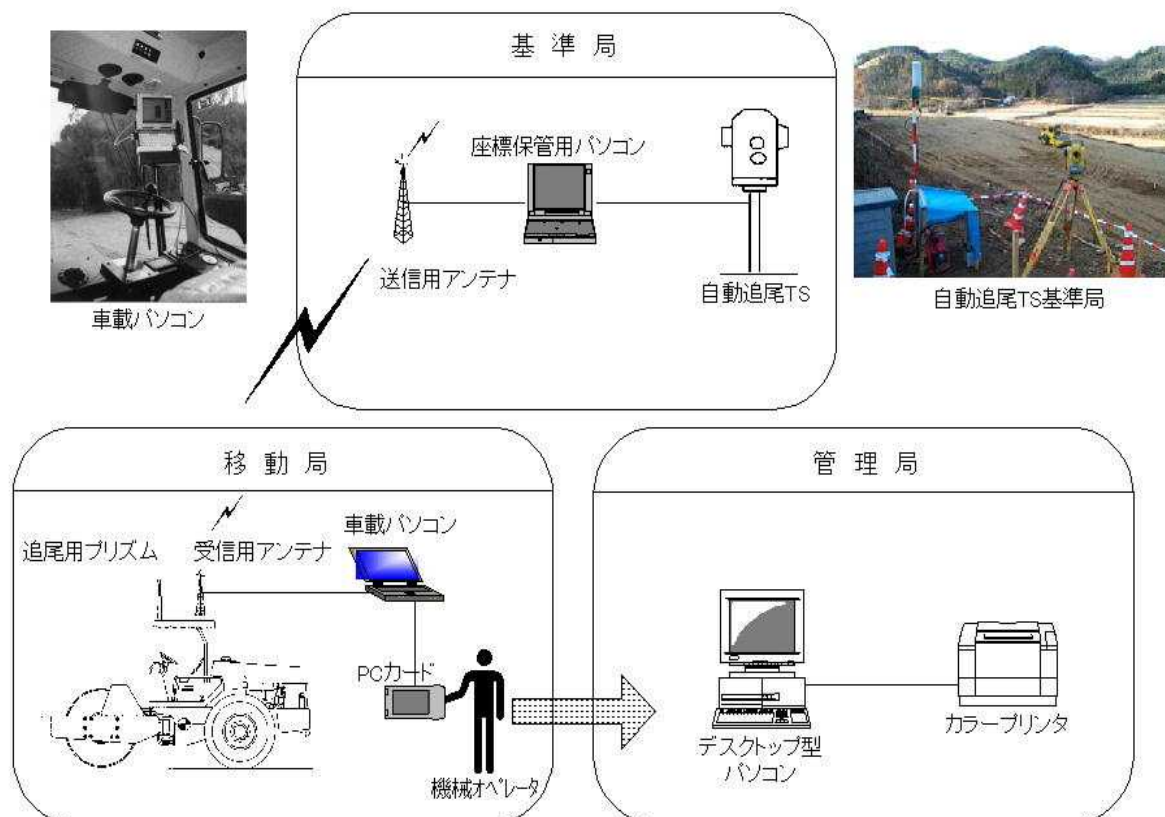 基準局
座標保管用パソコン
送信用アンテナ
自動追尾TS
車載パソコン
自動追尾TS基準局
移動局
追尾用プリズム
受信用アンテナ
車載パソコン
PCカード
機械オペレータ
管理局
デスクトップ型
パソコン
カラープリンタ